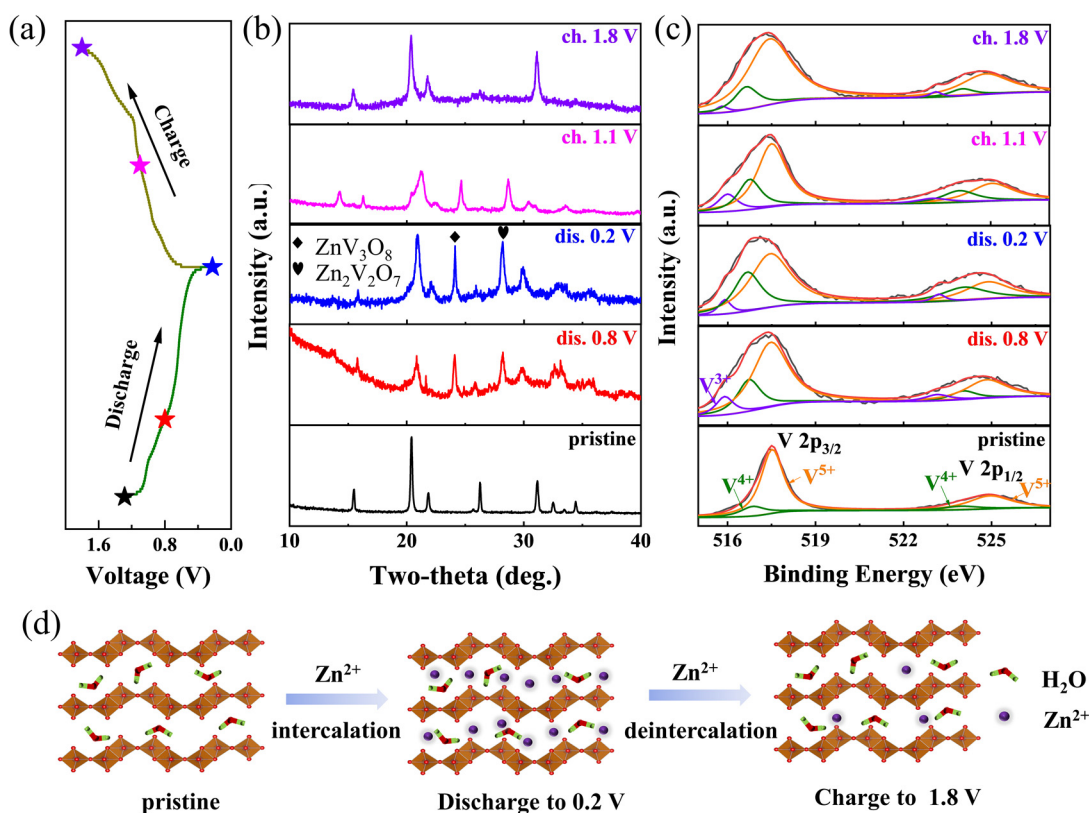 (a)
Charge
Discharge
1.6 0.8 0.0
Voltage (V)
(b)
ch. 1.8 V
ch. 1.1 V
dis. 0.2 V
♦ ZnV₃O₈
♥ Zn₂V₂O₇
dis. 0.8 V
pristine
Intensity (a.u.)
10 20 30 40
Two-theta (deg.)
(c)
ch. 1.8 V
ch. 1.1 V
dis. 0.2 V
dis. 0.8 V
V³⁺
pristine
V 2p₃/₂
V 2p₁/₂
V⁴⁺ V⁵⁺ V⁴⁺ V⁵⁺
Intensity (a.u.)
516 519 522 525
Binding Energy (eV)
(d)
Zn²⁺
intercalation
Zn²⁺
deintercalation
H₂O
Zn²⁺
pristine
Discharge to 0.2 V
Charge to 1.8 V